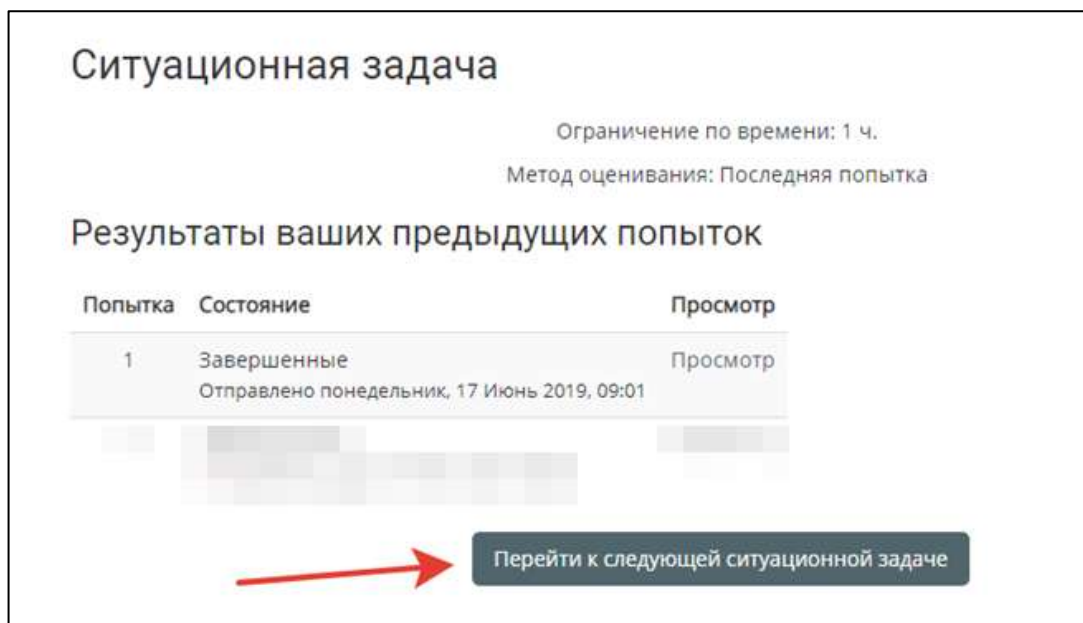 Ситуационная задача
Ограничение по времени: 1 ч.
Метод оценивания: Последняя попытка
Результаты ваших предыдущих попыток
Попытка Состояние Просмотр
1 Завершенные Просмотр
Отправлено понедельник, 17 Июнь 2019, 09:01
Перейти к следующей ситуационной задаче